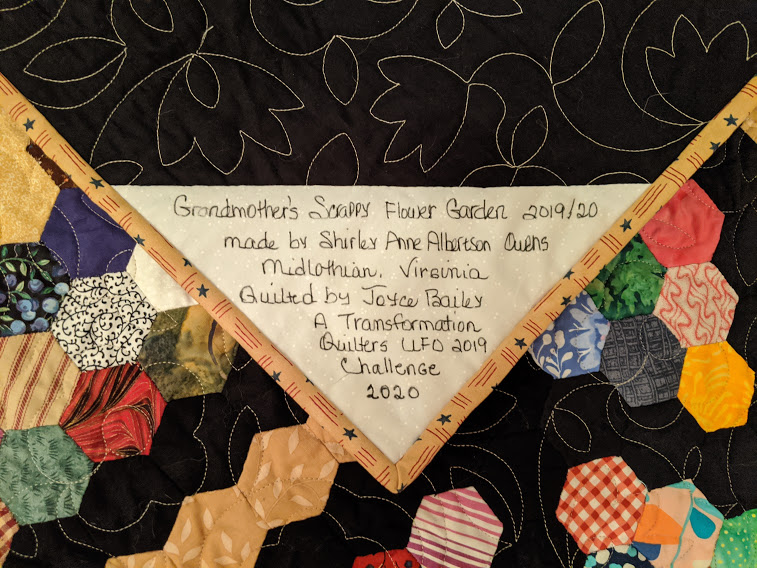 Grandmother's Scrappy Flower Garden 2019/20
made by Shirley Anne Albertson Owens
Midlothian, Virginia
Quilted by Joyce Bailey
A Transformation
Quilters UFO 2019
Challenge
2020